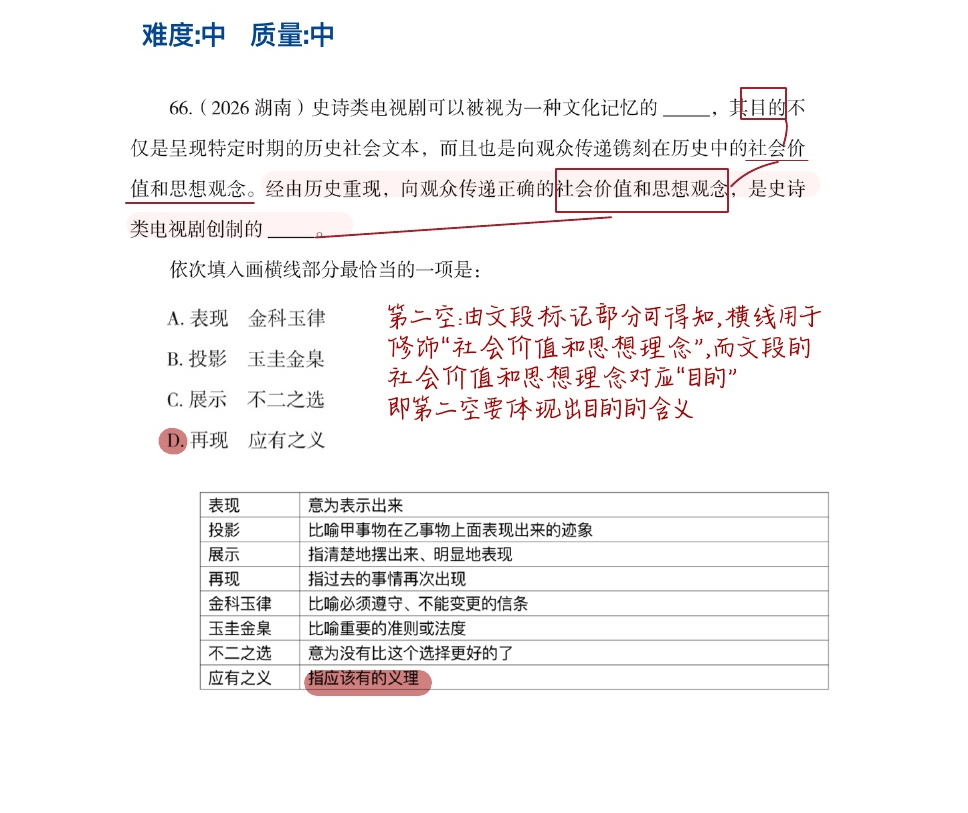 难度:中 质量:中
66.（2026 湖南）史诗类电视剧可以被视为一种文化记忆的 _____，其目的不
仅是呈现特定时期的历史社会文本，而且也是向观众传递镌刻在历史中的社会价
值和思想观念。经由历史重现，向观众传递正确的社会价值和思想观念，是史诗
类电视剧创制的 _____。
依次填入画横线部分最恰当的一项是：
A. 表现 金科玉律
B. 投影 玉圭金臬
C. 展示 不二之选
D. 再现 应有之义
第二空:由文段标记部分可得知,横线用于
修饰“社会价值和思想理念”,而文段的
社会价值和思想理念对应“目的”
即第二空要体现出目的的含义
表现 意为表示出来
投影 比喻甲事物在乙事物上面表现出来的迹象
展示 指清楚地摆出来、明显地表现
再现 指过去的事情再次出现
金科玉律 比喻必须遵守、不能变更的信条
玉圭金臬 比喻重要的准则或法度
不二之选 意为没有比这个选择更好的了
应有之义 指应该有的义理